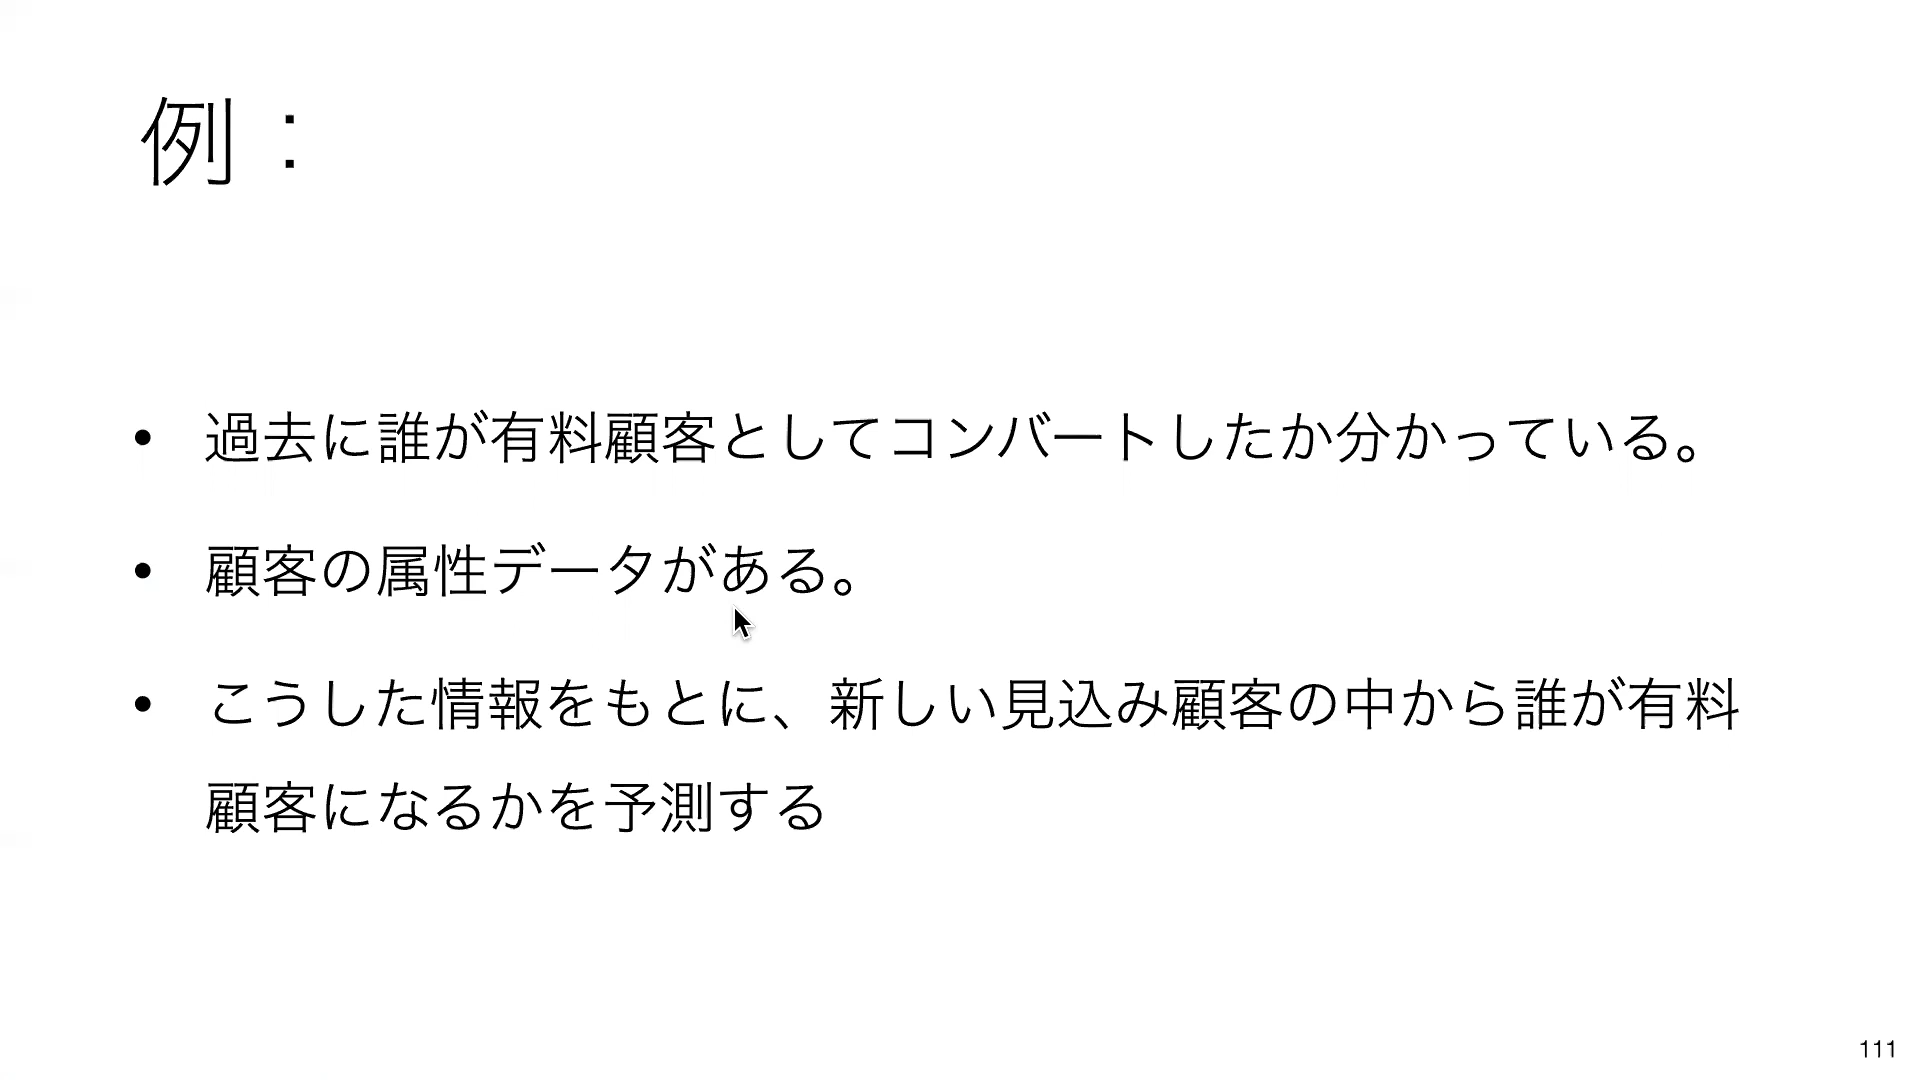 例：
• 過去に誰が有料顧客としてコンバートしたか分かっている。
• 顧客の属性データがある。
• こうした情報をもとに、新しい見込み顧客の中から誰が有料
顧客になるかを予測する
111